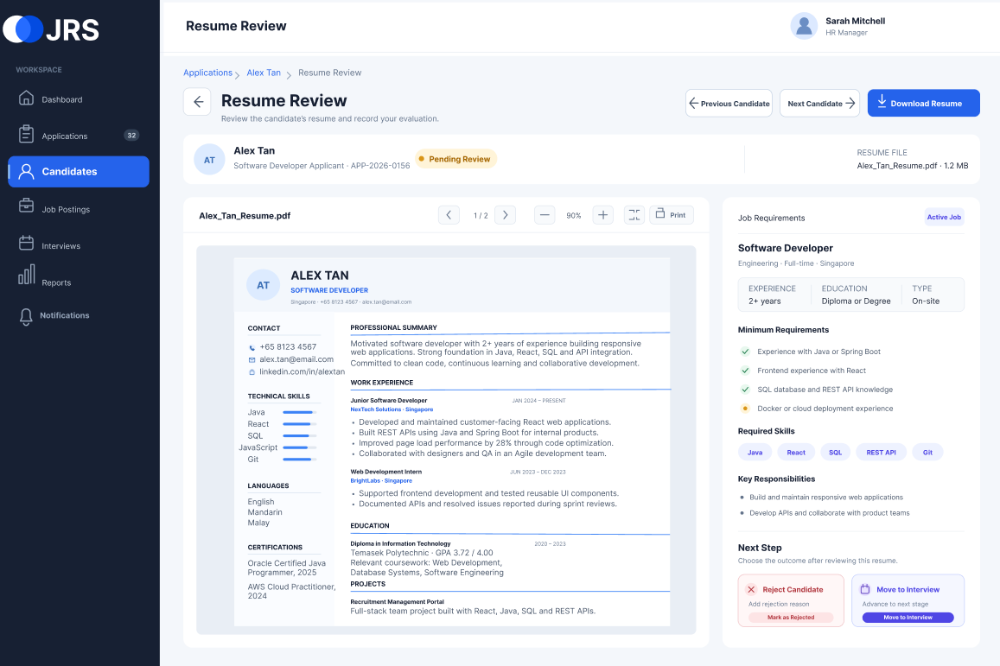 JRS
WORKSPACE
Dashboard
Applications 32
Candidates
Job Postings
Interviews
Reports
Notifications
Resume Review
Sarah Mitchell
HR Manager
Applications > Alex Tan > Resume Review
Resume Review
Review the candidate's resume and record your evaluation.
Previous Candidate
Next Candidate
Download Resume
AT
Alex Tan
Software Developer Applicant · APP-2026-0156
Pending Review
RESUME FILE
Alex_Tan_Resume.pdf · 1.2 MB
Alex_Tan_Resume.pdf
1 / 2
90%
Print
AT
ALEX TAN
SOFTWARE DEVELOPER
Singapore · +65 8123 4567 · alex.tan@email.com
CONTACT
+65 8123 4567
alex.tan@email.com
linkedin.com/in/alextan
TECHNICAL SKILLS
Java
React
SQL
JavaScript
Git
LANGUAGES
English
Mandarin
Malay
CERTIFICATIONS
Oracle Certified Java
Programmer, 2025
AWS Cloud Practitioner,
2024
PROFESSIONAL SUMMARY
Motivated software developer with 2+ years of experience building responsive
web applications. Strong foundation in Java, React, SQL and API integration.
Committed to clean code, continuous learning and collaborative development.
WORK EXPERIENCE
Junior Software Developer JAN 2024 – PRESENT
NexTech Solutions · Singapore
• Developed and maintained customer-facing React web applications.
• Built REST APIs using Java and Spring Boot for internal products.
• Improved page load performance by 28% through code optimization.
• Collaborated with designers and QA in an Agile development team.
Web Development Intern JUN 2023 – DEC 2023
BrightLabs · Singapore
• Supported frontend development and tested reusable UI components.
• Documented APIs and resolved issues reported during sprint reviews.
EDUCATION
Diploma in Information Technology 2020 – 2023
Temasek Polytechnic · GPA 3.72 / 4.00
Relevant coursework: Web Development,
Database Systems, Software Engineering
PROJECTS
Recruitment Management Portal
Full-stack team project built with React, Java, SQL and REST APIs.
Job Requirements
Active Job
Software Developer
Engineering · Full-time · Singapore
EXPERIENCE
2+ years
EDUCATION
Diploma or Degree
TYPE
On-site
Minimum Requirements
Experience with Java or Spring Boot
Frontend experience with React
SQL database and REST API knowledge
Docker or cloud deployment experience
Required Skills
Java
React
SQL
REST API
Git
Key Responsibilities
• Build and maintain responsive web applications
• Develop APIs and collaborate with product teams
Next Step
Choose the outcome after reviewing this resume.
Reject Candidate
Add rejection reason
Mark as Rejected
Move to Interview
Advance to next stage
Move to Interview